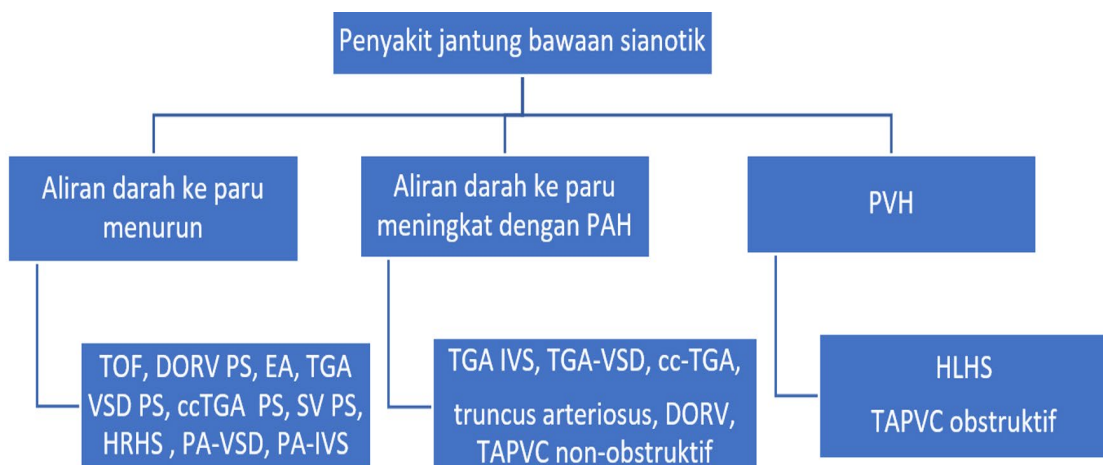 Penyakit jantung bawaan sianotik
Aliran darah ke paru
menurun
Aliran darah ke paru
meningkat dengan PAH
PVH
TOF, DORV PS, EA, TGA
VSD PS, ccTGA PS, SV PS,
HRHS , PA-VSD, PA-IVS
TGA IVS, TGA-VSD, cc-TGA,
truncus arteriosus, DORV,
TAPVC non-obstruktif
HLHS
TAPVC obstruktif